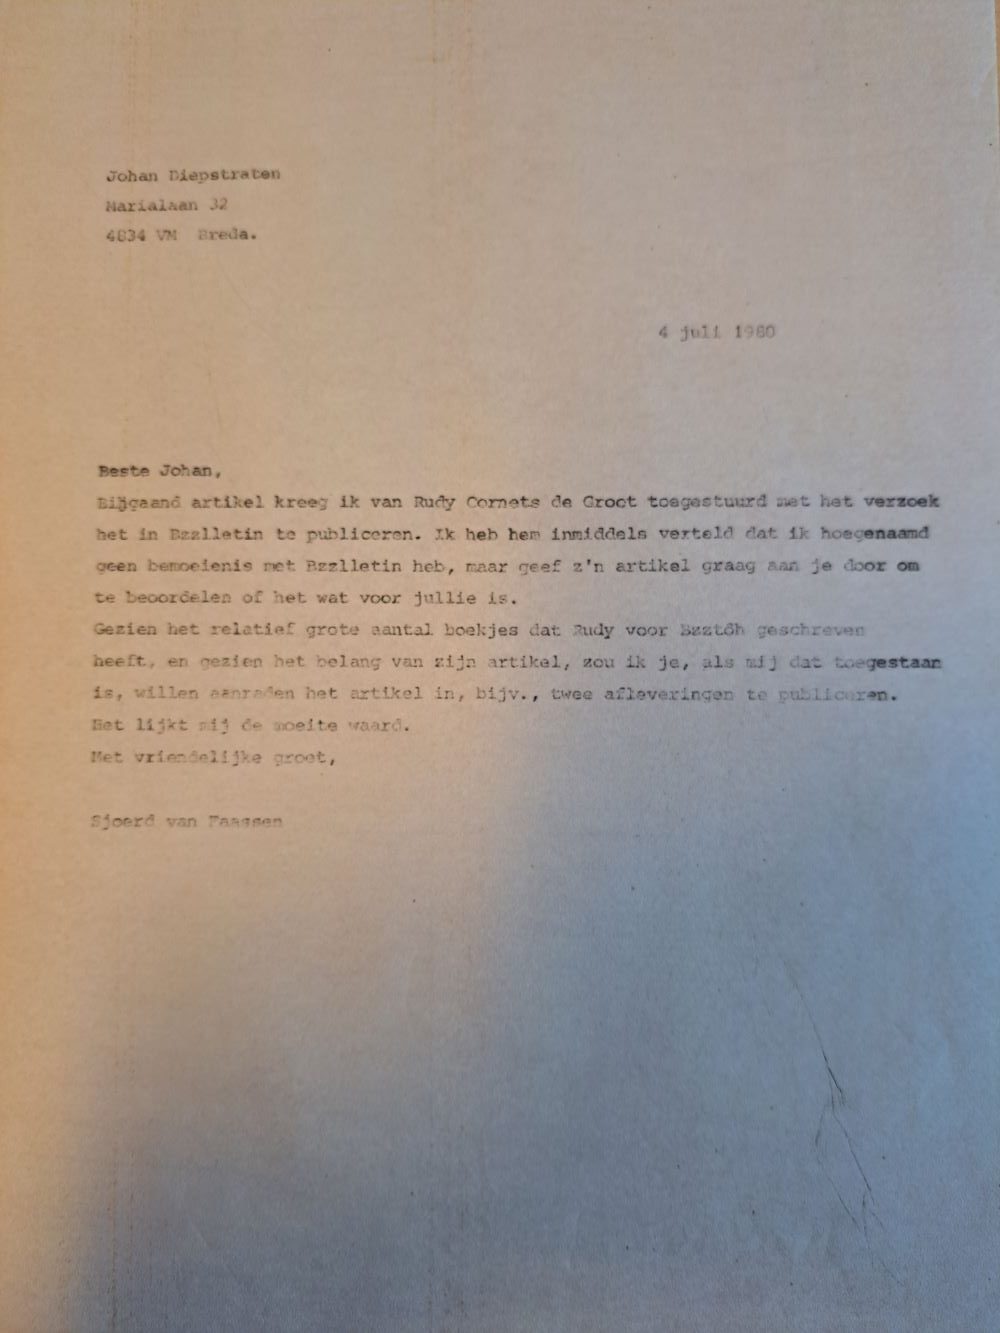 Johan Diepstraten
Marialaan 32
4834 VM  Breda.
4 juli 1980
Beste Johan,
Bijgaand artikel kreeg ik van Rudy Cornets de Groot toegestuurd met het verzoek
het in Bzzlletin te publiceren. Ik heb hem inmiddels verteld dat ik hoegenaamd
geen bemoeienis met Bzzlletin heb, maar geef z'n artikel graag aan je door om
te beoordelen of het wat voor jullie is.
Gezien het relatief grote aantal boekjes dat Rudy voor Bzztôh geschreven
heeft, en gezien het belang van zijn artikel, zou ik je, als mij dat toegestaan
is, willen aanraden het artikel in, bijv., twee afleveringen te publiceren.
Het lijkt mij de moeite waard.
Met vriendelijke groet,
Sjoerd van Faassen